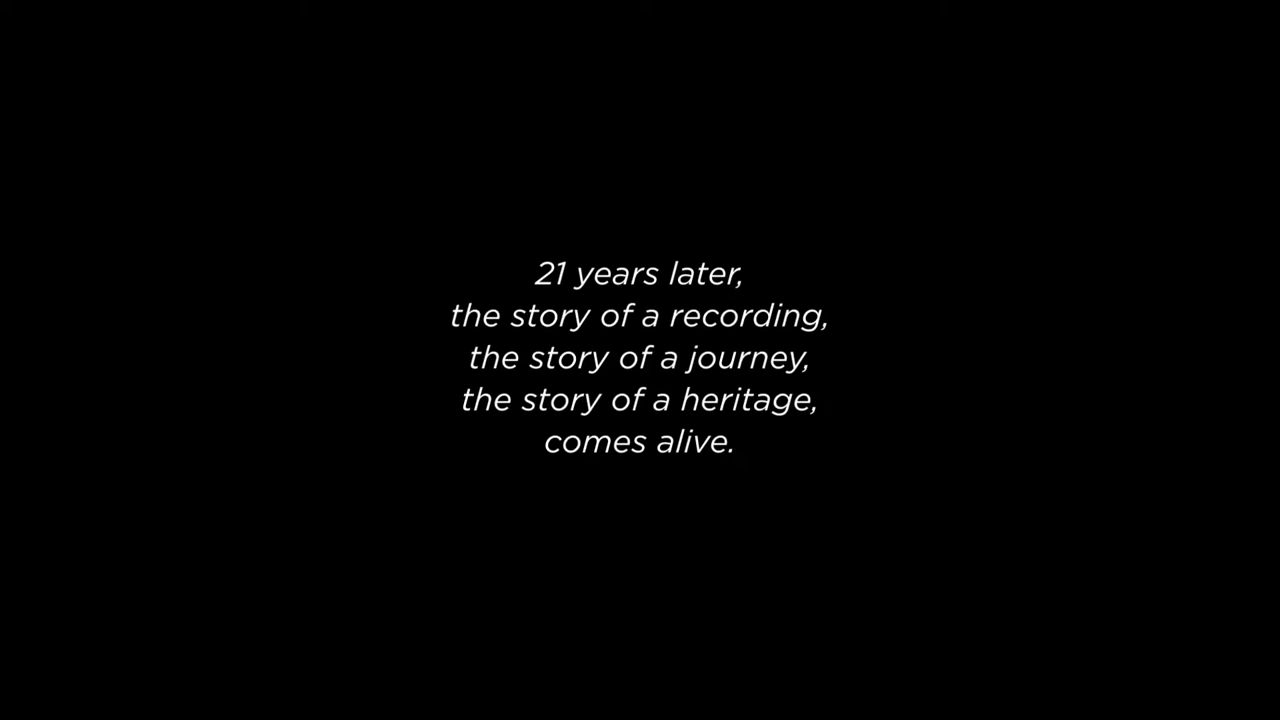 21 years later,
the story of a recording,
the story of a journey,
the story of a heritage,
comes alive.